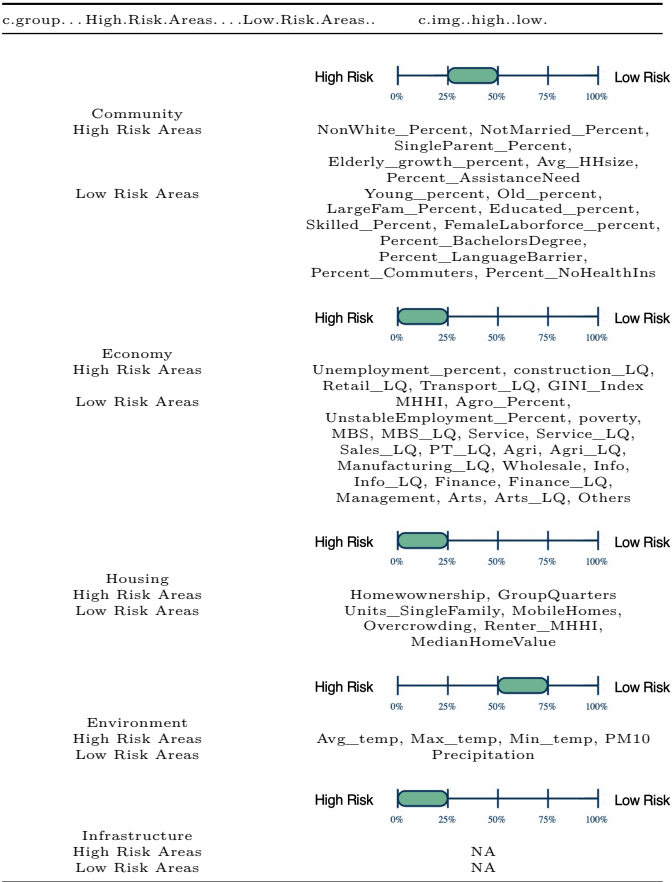 c.group...High.Risk.Areas....Low.Risk.Areas.. c.img..high..low.
High Risk Low Risk
0% 25% 50% 75% 100%
Community
High Risk Areas NonWhite_Percent, NotMarried_Percent,
SingleParent_Percent,
Elderly_growth_percent, Avg_HHsize,
Percent_AssistanceNeed
Low Risk Areas Young_percent, Old_percent,
LargeFam_Percent, Educated_percent,
Skilled_Percent, FemaleLaborforce_percent,
Percent_BachelorsDegree,
Percent_LanguageBarrier,
Percent_Commuters, Percent_NoHealthIns
High Risk Low Risk
0% 25% 50% 75% 100%
Economy
High Risk Areas Unemployment_percent, construction_LQ,
Retail_LQ, Transport_LQ, GINI_Index
Low Risk Areas MHHI, Agro_Percent,
UnstableEmployment_Percent, poverty,
MBS, MBS_LQ, Service, Service_LQ,
Sales_LQ, PT_LQ, Agri, Agri_LQ,
Manufacturing_LQ, Wholesale, Info,
Info_LQ, Finance, Finance_LQ,
Management, Arts, Arts_LQ, Others
High Risk Low Risk
0% 25% 50% 75% 100%
Housing
High Risk Areas Homewownership, GroupQuarters
Low Risk Areas Units_SingleFamily, MobileHomes,
Overcrowding, Renter_MHHI,
MedianHomeValue
High Risk Low Risk
0% 25% 50% 75% 100%
Environment
High Risk Areas Avg_temp, Max_temp, Min_temp, PM10
Low Risk Areas Precipitation
High Risk Low Risk
0% 25% 50% 75% 100%
Infrastructure
High Risk Areas NA
Low Risk Areas NA